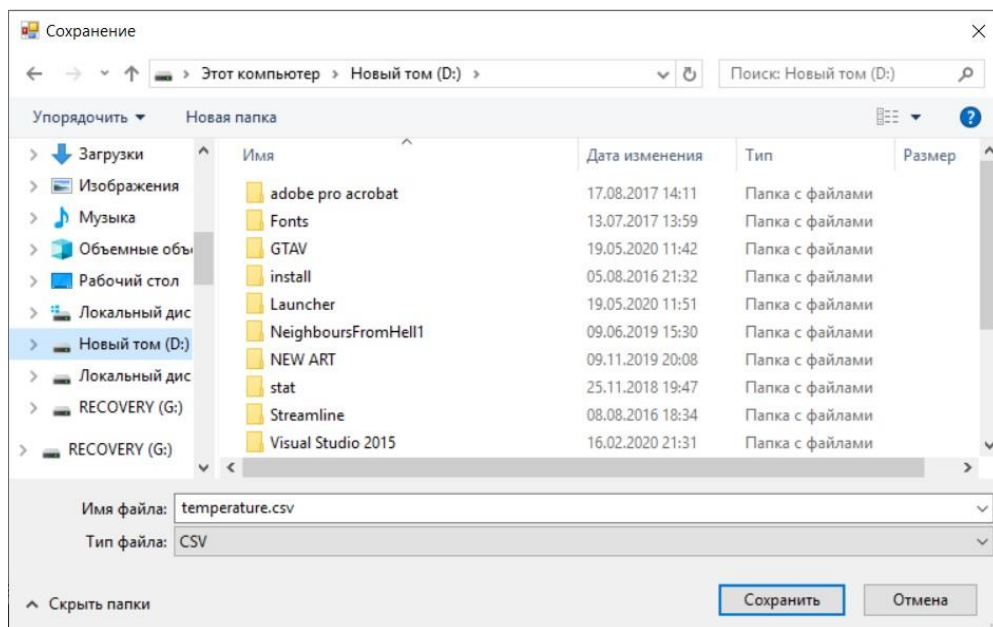 Сохранение
Этот компьютер > Новый том (D:) >
Поиск: Новый том (D:)
Упорядочить
Новая папка
Загрузки
Изображения
Музыка
Объемные объ
Рабочий стол
Локальный дис
Новый том (D:)
Локальный дис
RECOVERY (G:)
RECOVERY (G:)
Имя Дата изменения Тип Размер
adobe pro acrobat 17.08.2017 14:11 Папка с файлами
Fonts 13.07.2017 13:59 Папка с файлами
GTAV 19.05.2020 11:42 Папка с файлами
install 05.08.2016 21:32 Папка с файлами
Launcher 19.05.2020 11:51 Папка с файлами
NeighboursFromHell1 09.06.2019 15:30 Папка с файлами
NEW ART 09.11.2019 20:08 Папка с файлами
stat 25.11.2018 19:47 Папка с файлами
Streamline 08.08.2016 18:34 Папка с файлами
Visual Studio 2015 16.02.2020 21:31 Папка с файлами
Имя файла: temperature.csv
Тип файла: CSV
Скрыть папки
Сохранить
Отмена